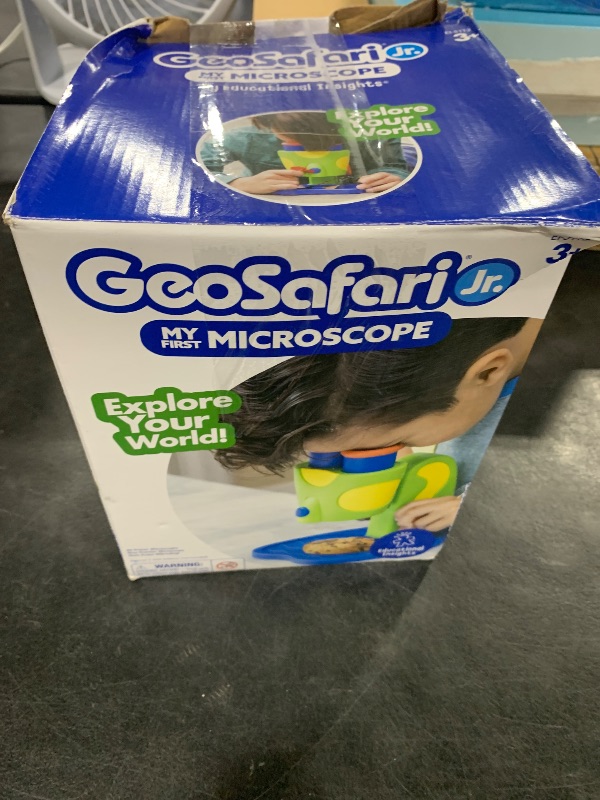 3+
GeoSafari Jr.
MY FIRST MICROSCOPE
Educational Insights®
Explore
Your
World!
3+
GeoSafari® Jr.
MY
FIRST MICROSCOPE
Explore
Your
World!
Educational
Insights®
WARNING: